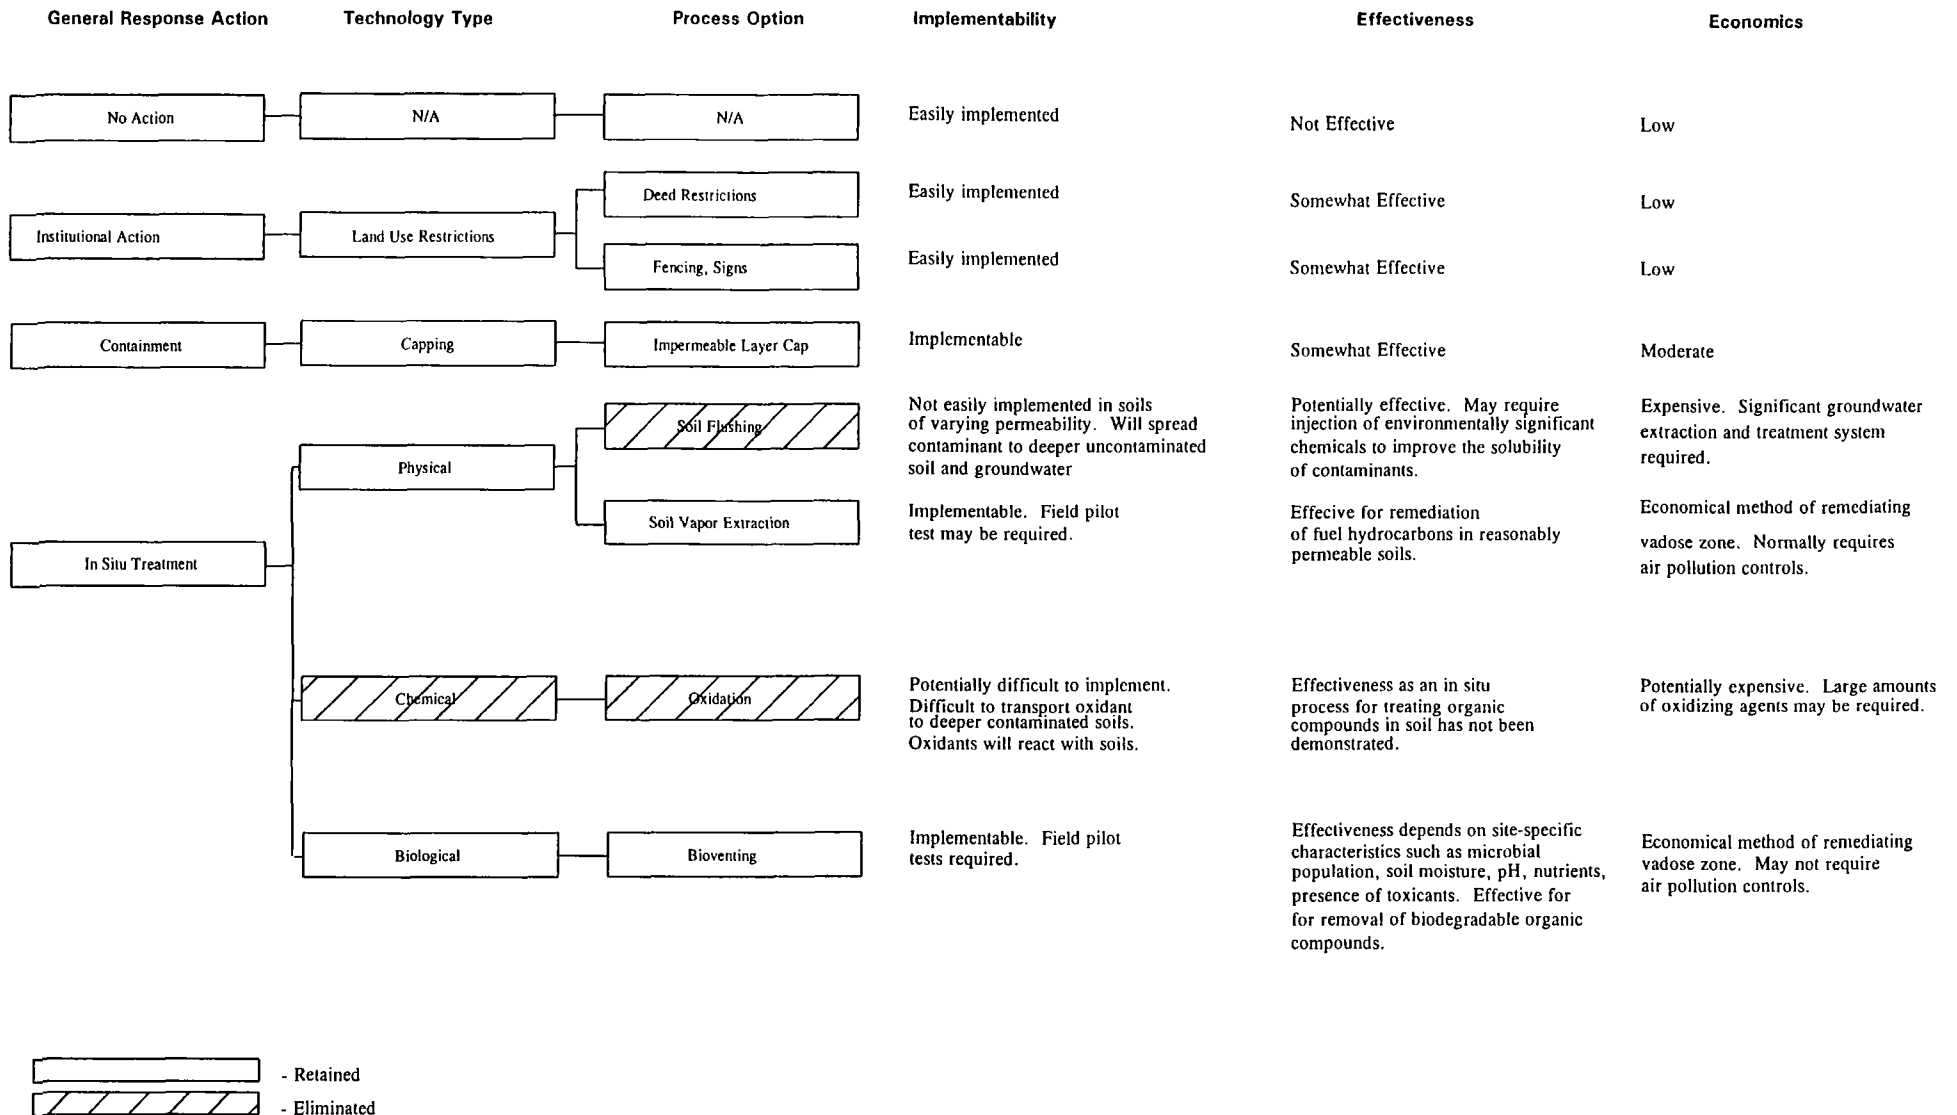 General Response Action
Technology Type
Process Option
Implementability
Effectiveness
Economics
No Action
N/A
N/A
Easily implemented
Not Effective
Low
Institutional Action
Land Use Restrictions
Deed Restrictions
Easily implemented
Somewhat Effective
Low
Fencing, Signs
Easily implemented
Somewhat Effective
Low
Containment
Capping
Impermeable Layer Cap
Implementable
Somewhat Effective
Moderate
In Situ Treatment
Physical
Soil Flushing
Not easily implemented in soils
of varying permeability. Will spread
contaminant to deeper uncontaminated
soil and groundwater
Potentially effective. May require
injection of environmentally significant
chemicals to improve the solubility
of contaminants.
Expensive. Significant groundwater
extraction and treatment system
required.
Soil Vapor Extraction
Implementable. Field pilot
test may be required.
Effecive for remediation
of fuel hydrocarbons in reasonably
permeable soils.
Economical method of remediating
vadose zone. Normally requires
air pollution controls.
Chemical
Oxidation
Potentially difficult to implement.
Difficult to transport oxidant
to deeper contaminated soils.
Oxidants will react with soils.
Effectiveness as an in situ
process for treating organic
compounds in soil has not been
demonstrated.
Potentially expensive. Large amounts
of oxidizing agents may be required.
Biological
Bioventing
Implementable. Field pilot
tests required.
Effectiveness depends on site-specific
characteristics such as microbial
population, soil moisture, pH, nutrients,
presence of toxicants. Effective for
for removal of biodegradable organic
compounds.
Economical method of remediating
vadose zone. May not require
air pollution controls.
- Retained
- Eliminated